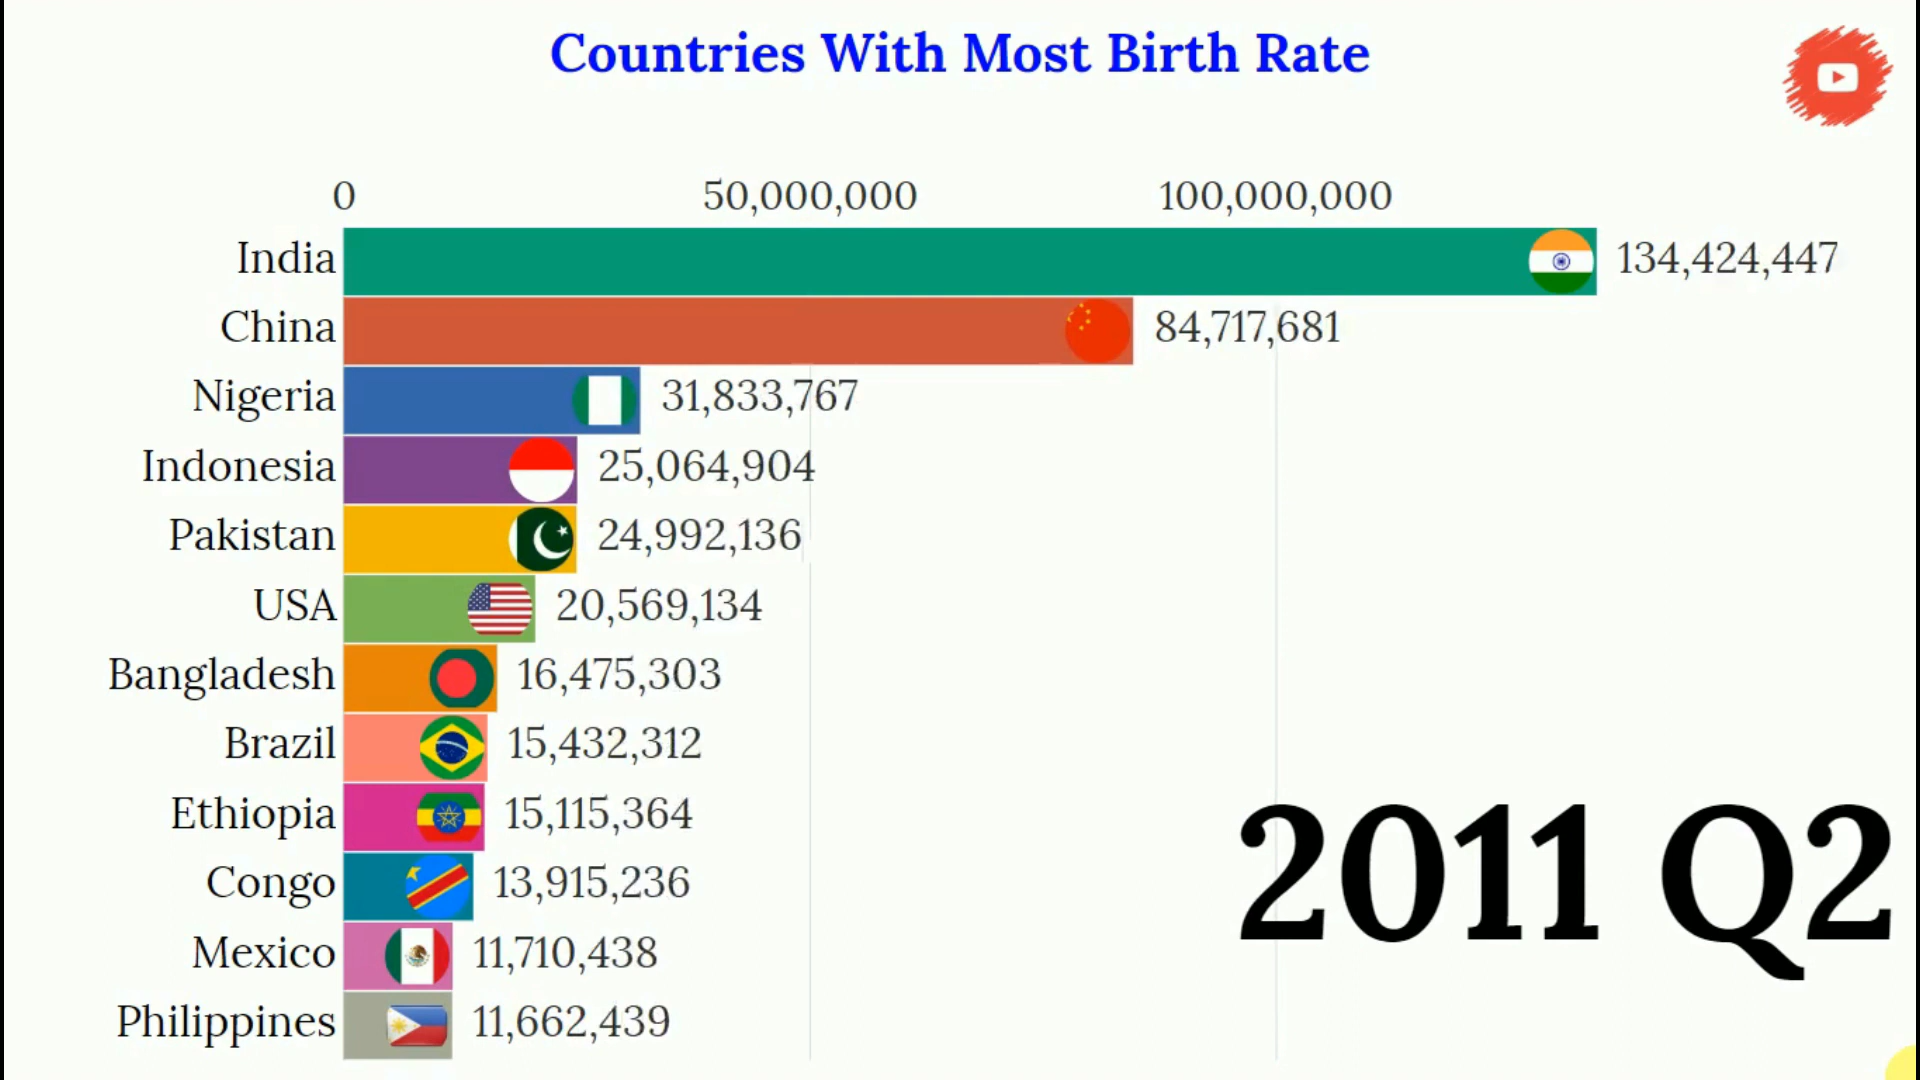 Countries With Most Birth Rate
0 50,000,000 100,000,000
India 134,424,447
China 84,717,681
Nigeria 31,833,767
Indonesia 25,064,904
Pakistan 24,992,136
USA 20,569,134
Bangladesh 16,475,303
Brazil 15,432,312
Ethiopia 15,115,364
Congo 13,915,236
Mexico 11,710,438
Philippines 11,662,439
2011 Q2